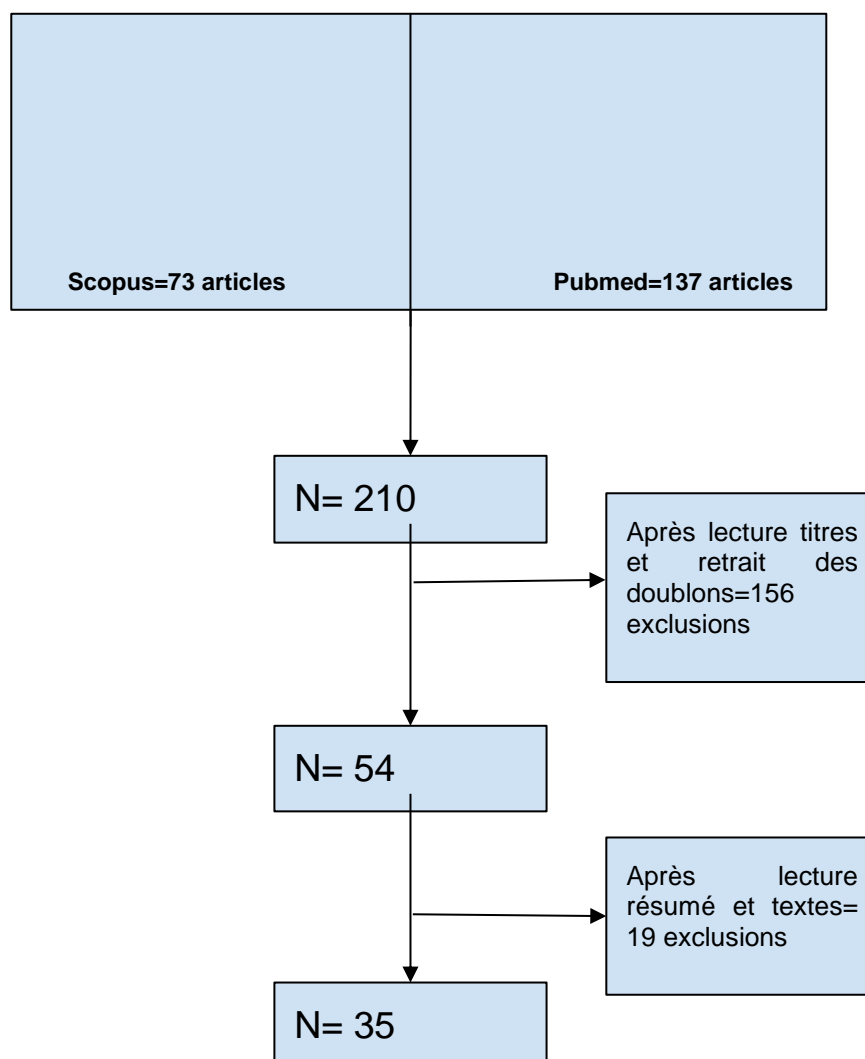 Scopus=73 articles
Pubmed=137 articles
N= 210
Après lecture titres
et retrait des
doublons=156
exclusions
N= 54
Après lecture
résumé et textes=
19 exclusions
N= 35